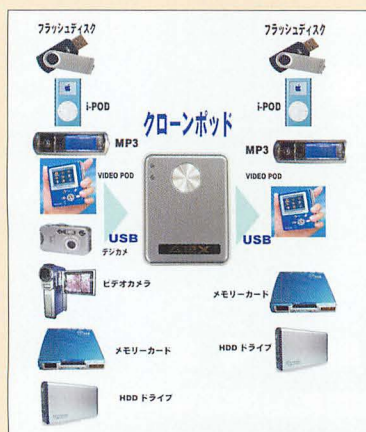 フラッシュディスク
i-POD
MP3
VIDEO POD
USB
デジカメ
ビデオカメラ
メモリーカード
HDD ドライブ
クローンポッド
フラッシュディスク
i-POD
MP3
VIDEO POD
USB
メモリーカード
HDD ドライブ